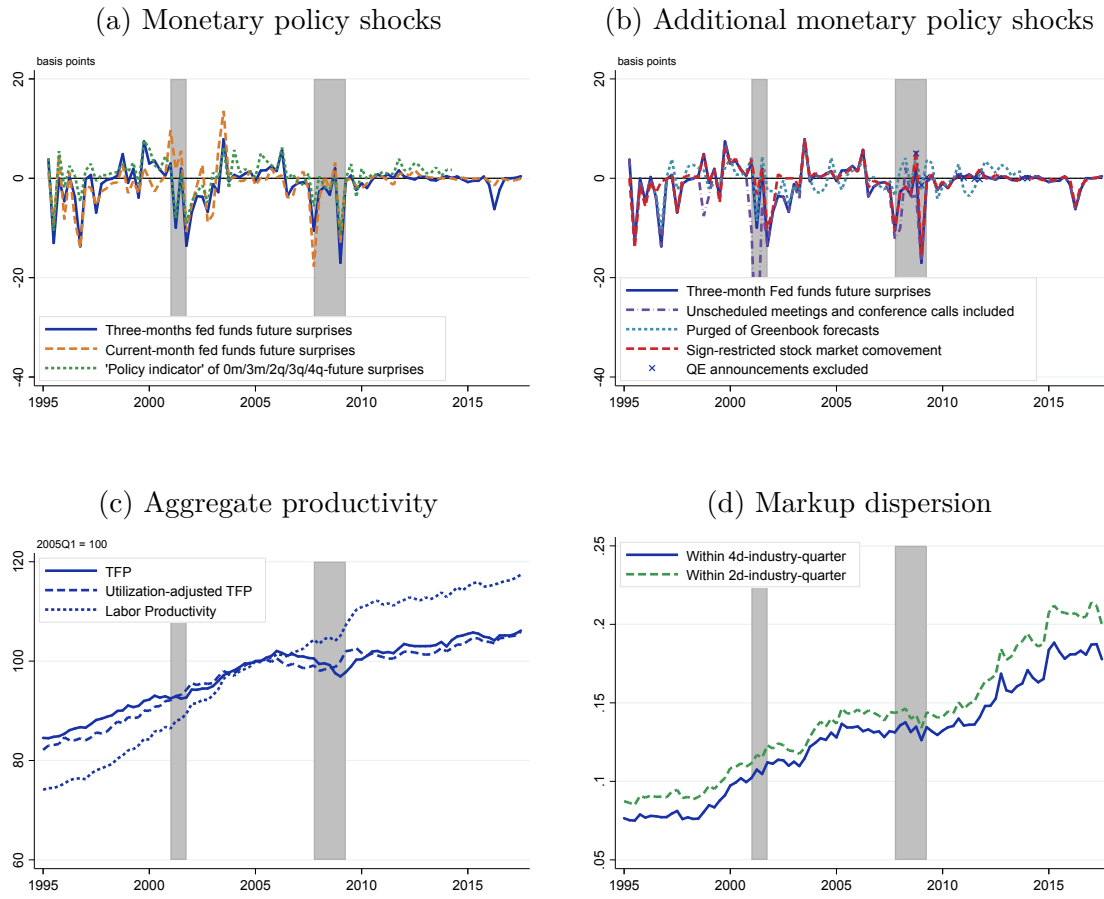 (a) Monetary policy shocks
basis points
20
0
20
40
1995
2000
2005
2010
2015
Three-months fed funds future surprises
Current-month fed funds future surprises
'Policy indicator' of 0m/3m/2q/3q/4q-future surprises
(b) Additional monetary policy shocks
basis points
20
0
-20
-40
1995
2000
2005
2010
2015
Three-month Fed funds future surprises
Unscheduled meetings and conference calls included
Purged of Greenbook forecasts
Sign-restricted stock market comovement
QE announcements excluded
(c) Aggregate productivity
2005Q1 = 100
120
100
80
60
1995
2000
2005
2010
2015
TFP
Utilization-adjusted TFP
Labor Productivity
(d) Markup dispersion
.25
.2
.15
.1
.05
1995
2000
2005
2010
2015
Within 4d-industry-quarter
Within 2d-industry-quarter